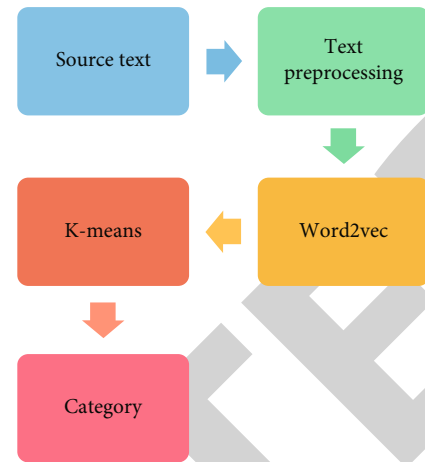 Source text
Text
preprocessing
Word2vec
K-means
Category